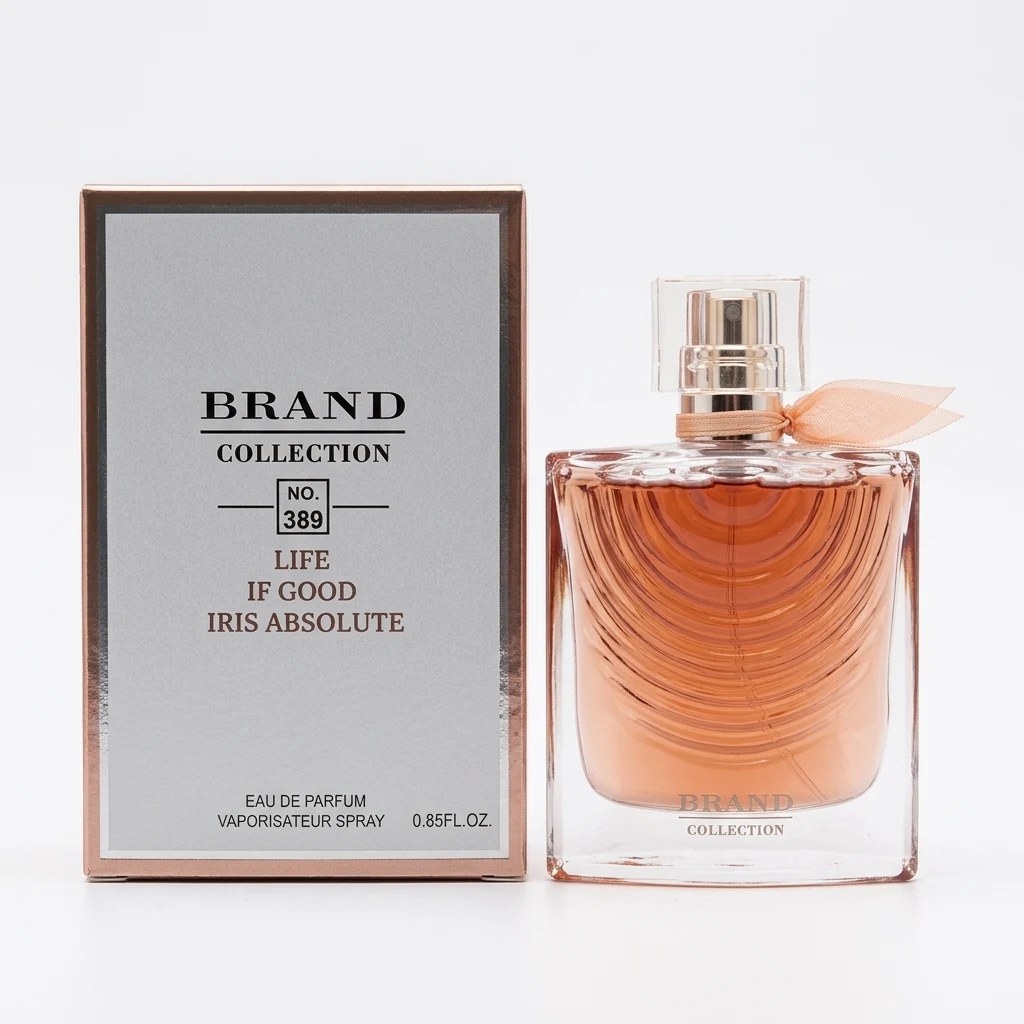 BRAND
COLLECTION
NO.
389
LIFE
IF GOOD
IRIS ABSOLUTE
EAU DE PARFUM
VAPORISATEUR SPRAY 0.85FL.OZ.
BRAND
COLLECTION